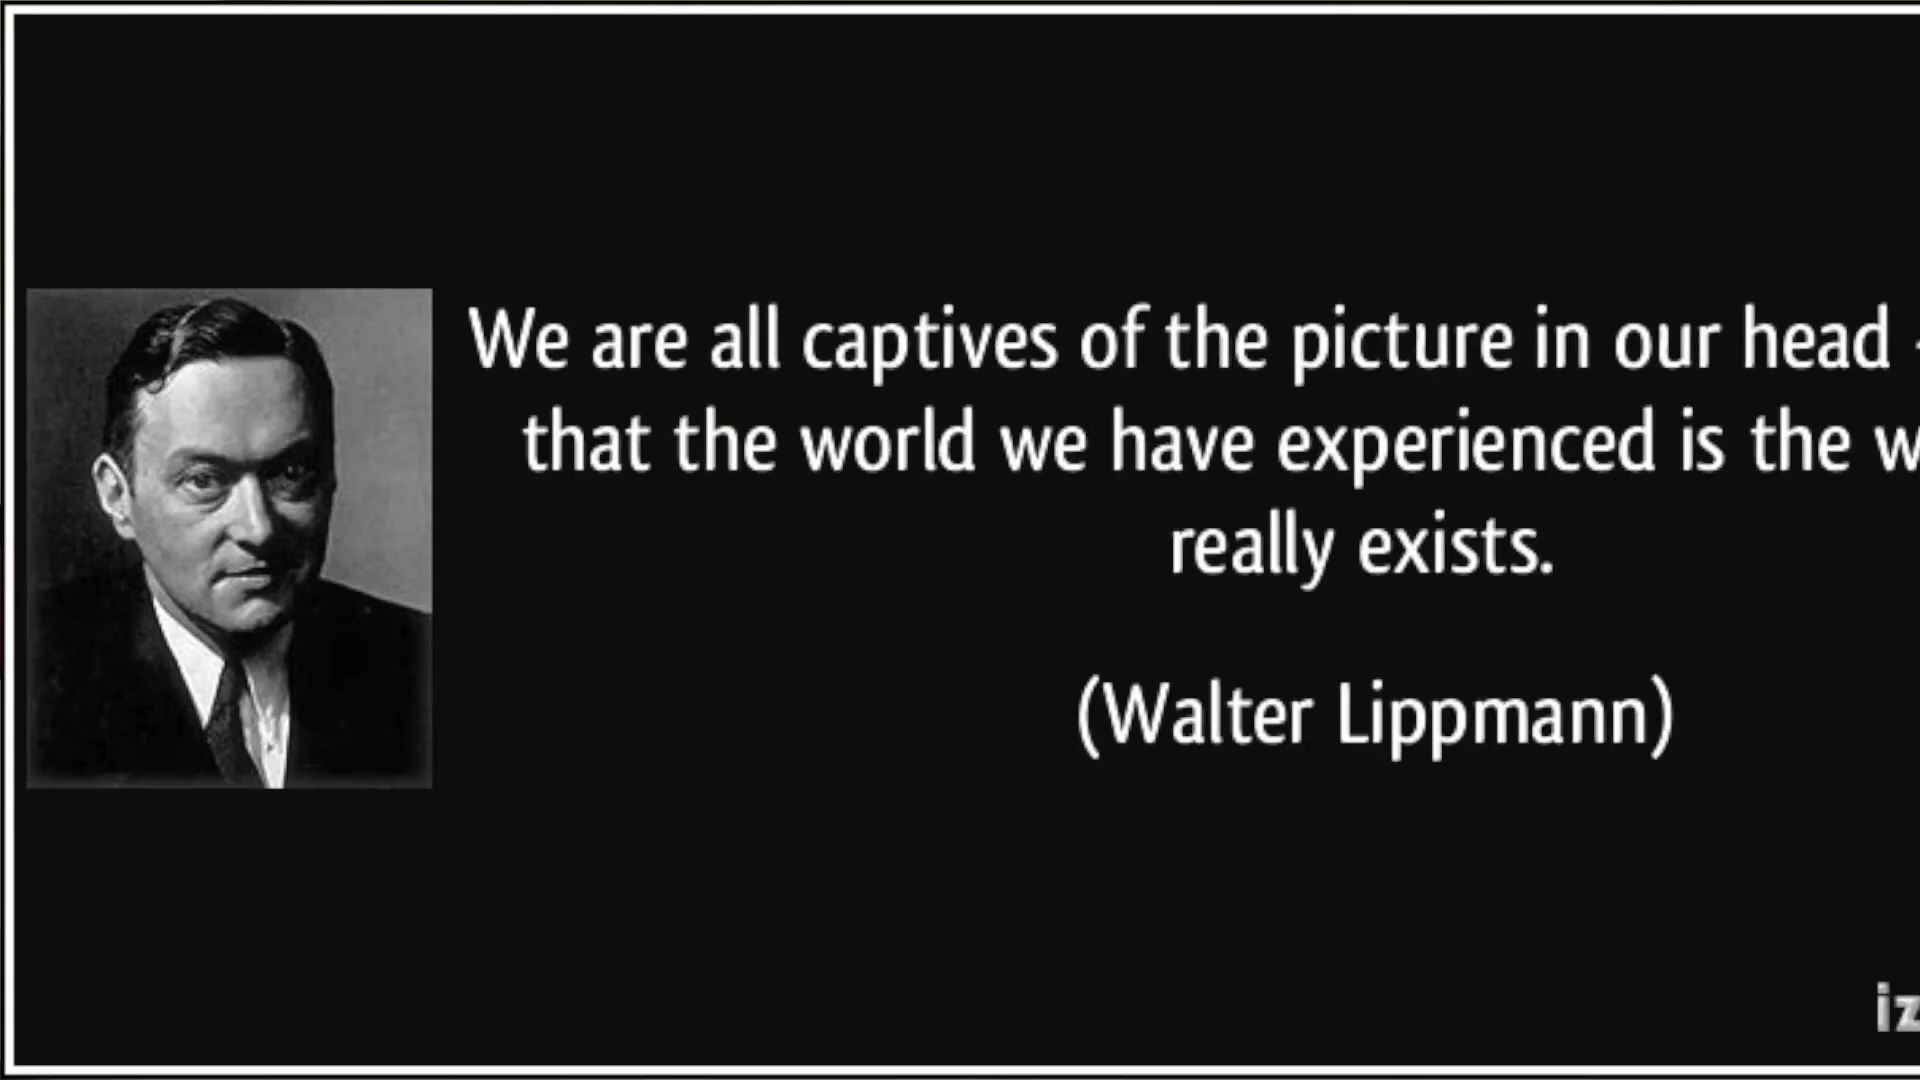 We are all captives of the picture in our head -
that the world we have experienced is the w
really exists.
(Walter Lippmann)
iz